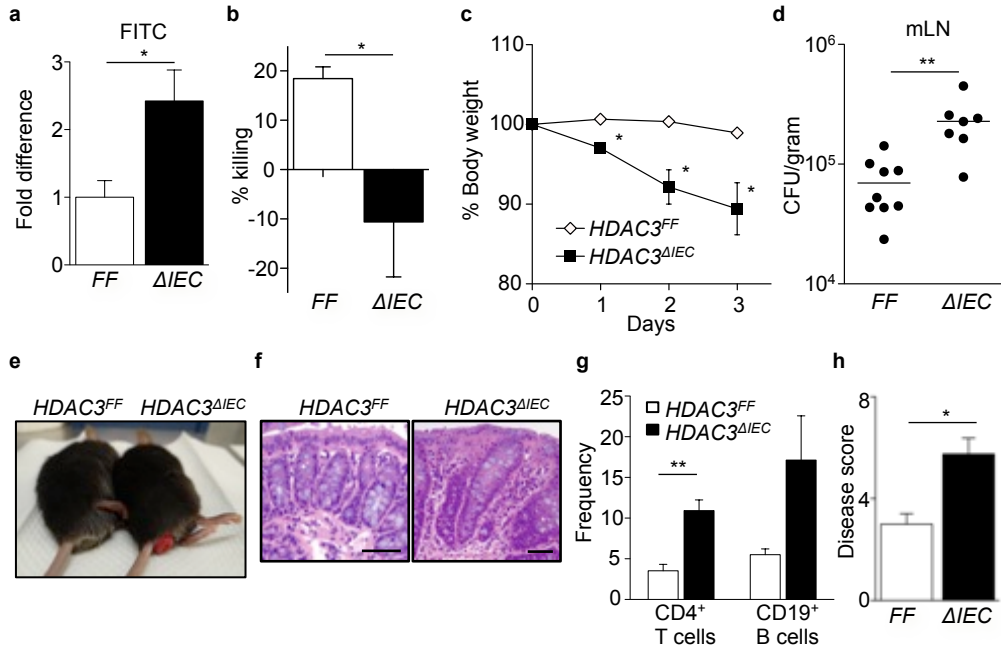 a
FITC
*
Fold difference
3
2
1
0
FF
ΔIEC
b
*
% killing
20
10
0
-10
-20
FF
ΔIEC
c
% Body weight
110
100
90
80
*
*
*
HDAC3FF
HDAC3ΔIEC
0
1
2
3
Days
d
mLN
**
CFU/gram
10^6
10^5
10^4
FF
ΔIEC
e
HDAC3FF
HDAC3ΔIEC
f
HDAC3FF
HDAC3ΔIEC
g
HDAC3FF
HDAC3ΔIEC
**
Frequency
25
20
15
10
5
0
CD4+
T cells
CD19+
B cells
h
*
Disease score
8
4
0
FF
ΔIEC